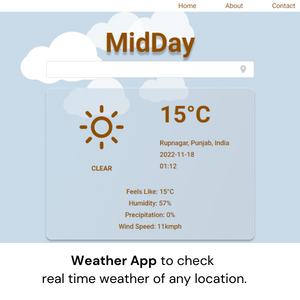 Home About Contact
MidDay
15°C
Rupnagar, Punjab, India
2022-11-18
01:12
CLEAR
Feels Like: 15°C
Humidity: 57%
Precipitation: 0%
Wind Speed: 11kmph
Weather App to check
real time weather of any location.